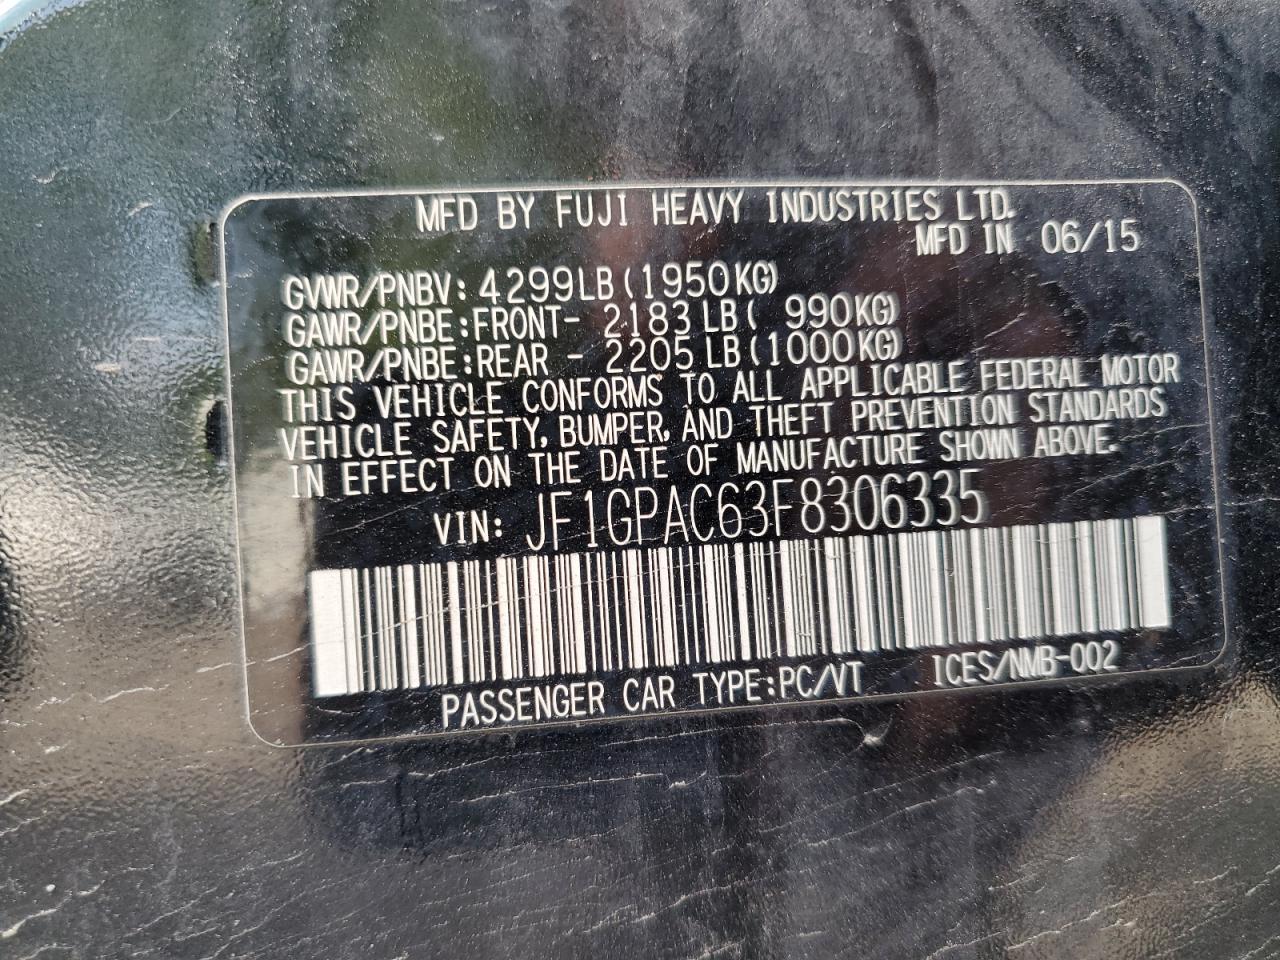 MFD BY FUJI HEAVY INDUSTRIES LTD.
MFD IN 06/15
GVWR/PNBV: 4299LB (1950KG)
GAWR/PNBE:FRONT- 2183 LB ( 990KG)
GAWR/PNBE:REAR - 2205 LB (1000KG)
THIS VEHICLE CONFORMS TO ALL APPLICABLE FEDERAL MOTOR
VEHICLE SAFETY, BUMPER, AND THEFT PREVENTION STANDARDS
IN EFFECT ON THE DATE OF MANUFACTURE SHOWN ABOVE.
VIN: JF1GPAC63F8306335
PASSENGER CAR TYPE:PC/VT ICES/NMB-002